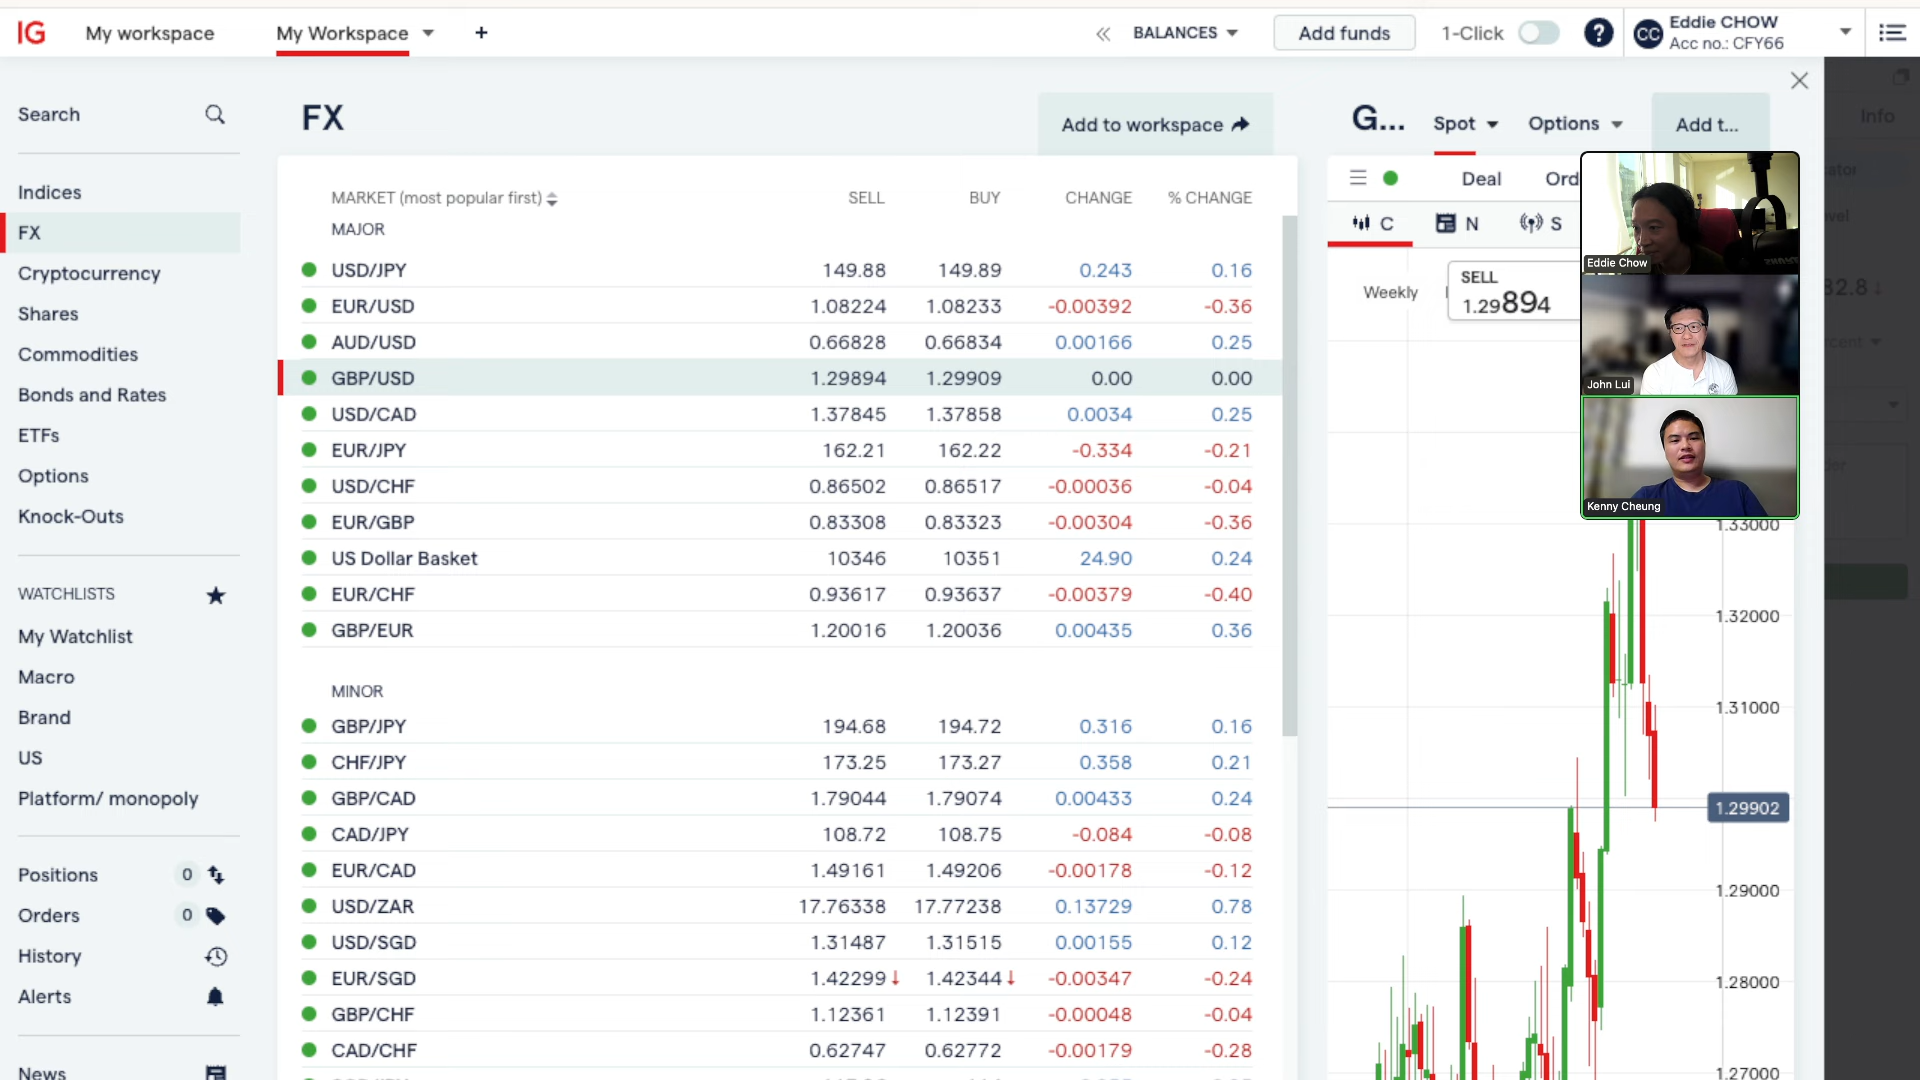 IG My workspace My Workspace + BALANCES Add funds 1-Click ? CC Eddie CHOW
Acc no.: CFY66
Search
Indices
FX
Cryptocurrency
Shares
Commodities
Bonds and Rates
ETFs
Options
Knock-Outs
WATCHLISTS
My Watchlist
Macro
Brand
US
Platform/ monopoly
Positions 0
Orders 0
History
Alerts
News
FX Add to workspace
MARKET (most popular first) SELL BUY CHANGE % CHANGE
MAJOR
USD/JPY 149.88 149.89 0.243 0.16
EUR/USD 1.08224 1.08233 -0.00392 -0.36
AUD/USD 0.66828 0.66834 0.00166 0.25
GBP/USD 1.29894 1.29909 0.00 0.00
USD/CAD 1.37845 1.37858 0.0034 0.25
EUR/JPY 162.21 162.22 -0.334 -0.21
USD/CHF 0.86502 0.86517 -0.00036 -0.04
EUR/GBP 0.83308 0.83323 -0.00304 -0.36
US Dollar Basket 10346 10351 24.90 0.24
EUR/CHF 0.93617 0.93637 -0.00379 -0.40
GBP/EUR 1.20016 1.20036 0.00435 0.36
MINOR
GBP/JPY 194.68 194.72 0.316 0.16
CHF/JPY 173.25 173.27 0.358 0.21
GBP/CAD 1.79044 1.79074 0.00433 0.24
CAD/JPY 108.72 108.75 -0.084 -0.08
EUR/CAD 1.49161 1.49206 -0.00178 -0.12
USD/ZAR 17.76338 17.77238 0.13729 0.78
USD/SGD 1.31487 1.31515 0.00155 0.12
EUR/SGD 1.42299 1.42344 -0.00347 -0.24
GBP/CHF 1.12361 1.12391 -0.00048 -0.04
CAD/CHF 0.62747 0.62772 -0.00179 -0.28
G... Spot Options Add t...
Deal Ord
C N S
Weekly
SELL
1.29894
Eddie Chow
John Lui
Kenny Cheung
1.33000
1.32000
1.31000
1.29902
1.29000
1.28000
1.27000
Info
82.8